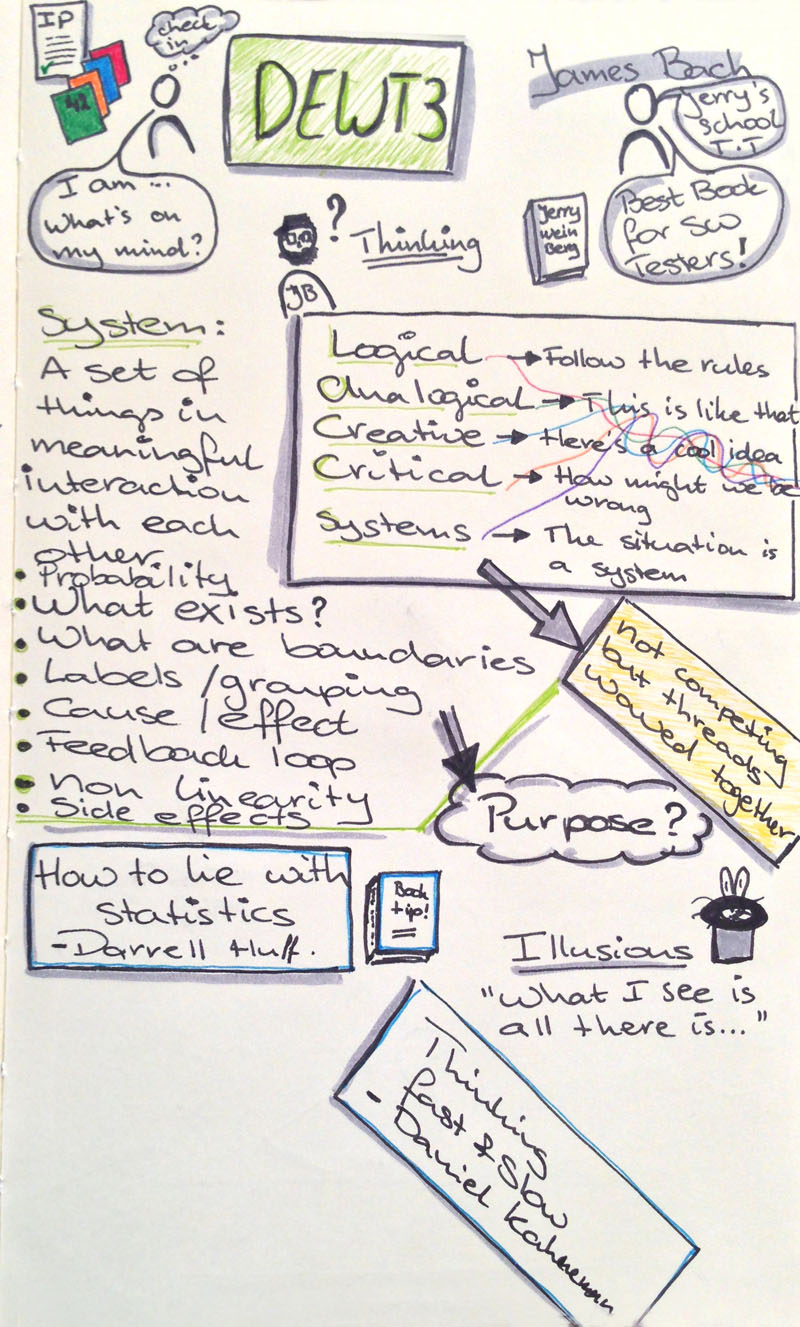 IP
42
check
in
DEWT3
James Bach
Jerry's
school
T.T
I am ...
what's on
my mind?
Jerry
Wein
Berg
Best Book
for SW
Testers!
?
Thinking
JB
System:
A set of
things in
meaningful
interaction
with each
other
• Probability
• What exists?
• What are boundaries
• Labels / grouping
• Cause / effect
• Feedback loop
• Non linearity
• Side effects
Logical → Follow the rules
Analogical → This is like that
Creative → Here's a cool idea
Critical → How might we be
wrong
Systems → The situation is
a system
not competing
but threads
waved together
Purpose?
How to lie with
Statistics
- Darrell Huff.
Book
tip!
Illusions
"What I see is
all there is..."
Thinking
fast & Slow
- Daniel Kahneman